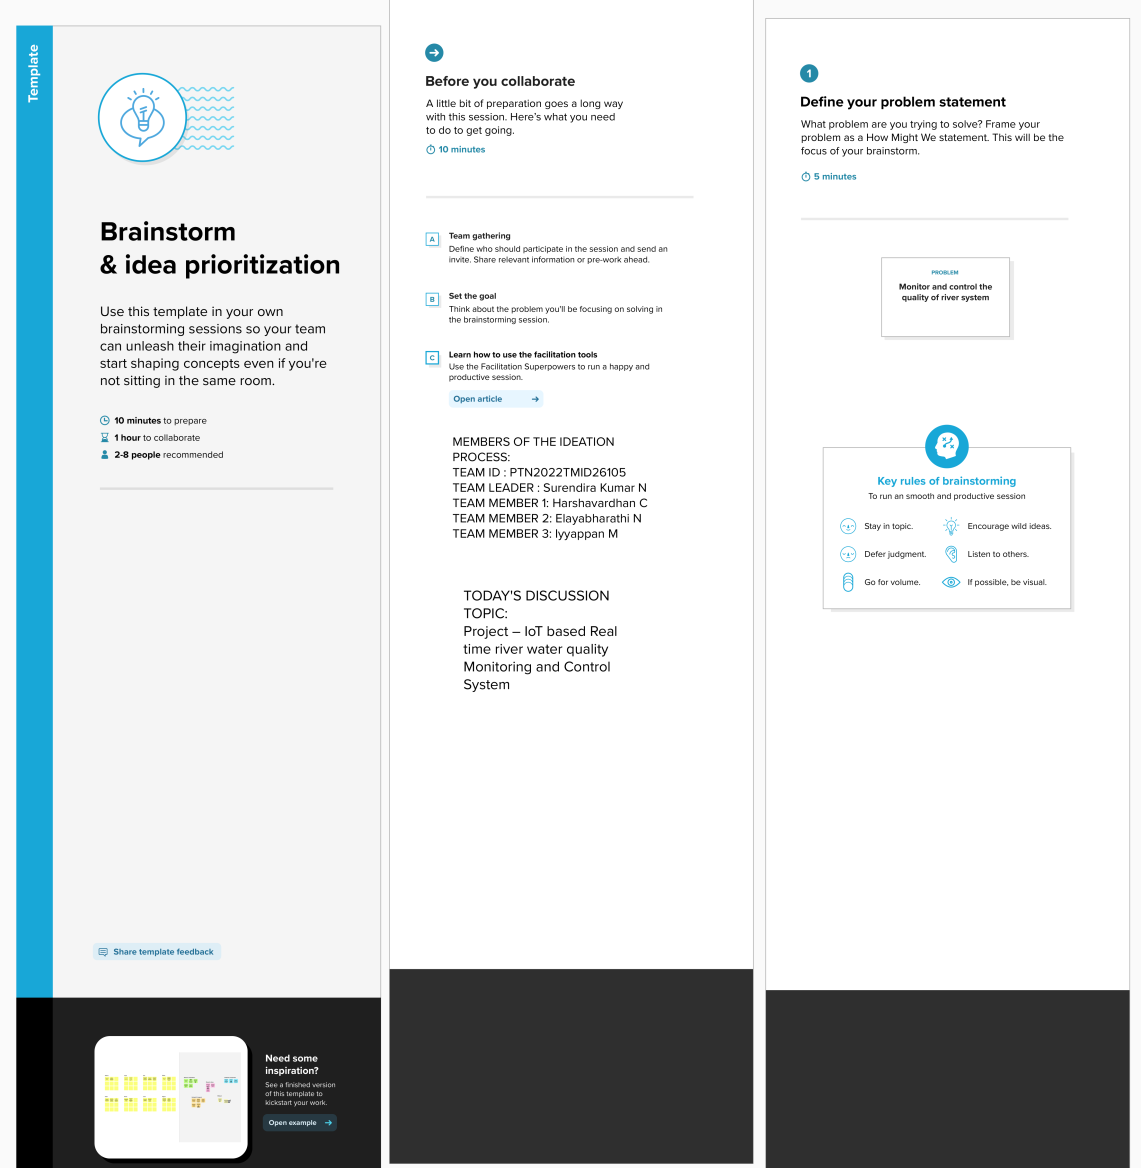 Template
Brainstorm
& idea prioritization
Use this template in your own
brainstorming sessions so your team
can unleash their imagination and
start shaping concepts even if you're
not sitting in the same room.
10 minutes to prepare
1 hour to collaborate
2-8 people recommended
Share template feedback
Need some
inspiration?
See a finished version
of this template to
kickstart your work.
Open example
Before you collaborate
A little bit of preparation goes a long way
with this session. Here's what you need
to do to get going.
10 minutes
A
Team gathering
Define who should participate in the session and send an
invite. Share relevant information or pre-work ahead.
B
Set the goal
Think about the problem you'll be focusing on solving in
the brainstorming session.
C
Learn how to use the facilitation tools
Use the Facilitation Superpowers to run a happy and
productive session.
Open article
MEMBERS OF THE IDEATION
PROCESS:
TEAM ID : PTN2022TMID26105
TEAM LEADER : Surendira Kumar N
TEAM MEMBER 1: Harshavardhan C
TEAM MEMBER 2: Elayabharathi N
TEAM MEMBER 3: Iyyappan M
TODAY'S DISCUSSION
TOPIC:
Project – IoT based Real
time river water quality
Monitoring and Control
System
1
Define your problem statement
What problem are you trying to solve? Frame your
problem as a How Might We statement. This will be the
focus of your brainstorm.
5 minutes
PROBLEM
Monitor and control the
quality of river system
Key rules of brainstorming
To run an smooth and productive session
Stay in topic.
Encourage wild ideas.
Defer judgment.
Listen to others.
Go for volume.
If possible, be visual.